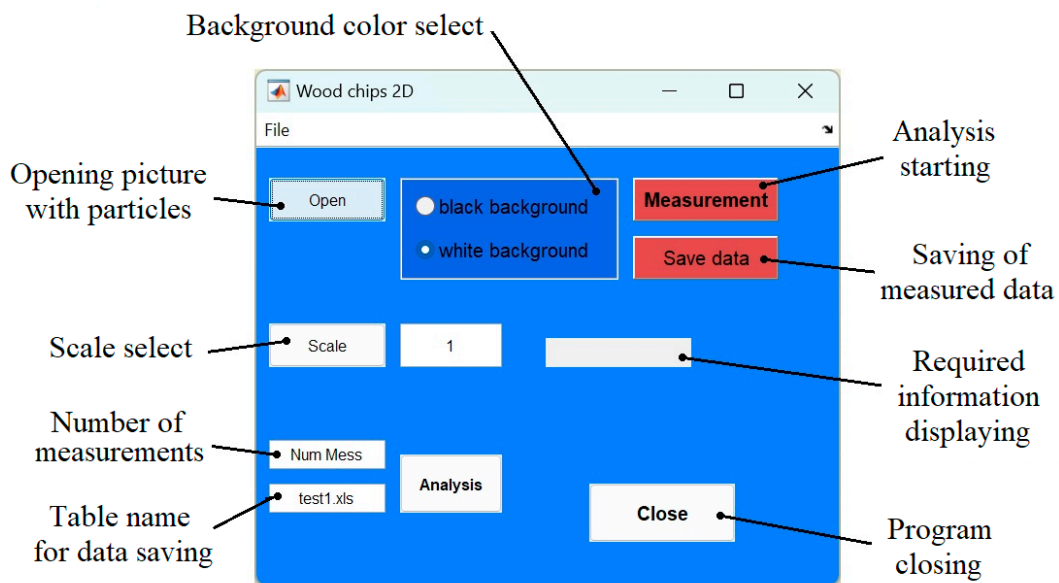 Background color select
Wood chips 2D
File
Analysis
starting
Opening picture
with particles
Open
black background
white background
Measurement
Save data
Saving of
measured data
Scale select
Scale
1
Required
information
displaying
Number of
measurements
Num Mess
Analysis
test1.xls
Table name
for data saving
Close
Program
closing